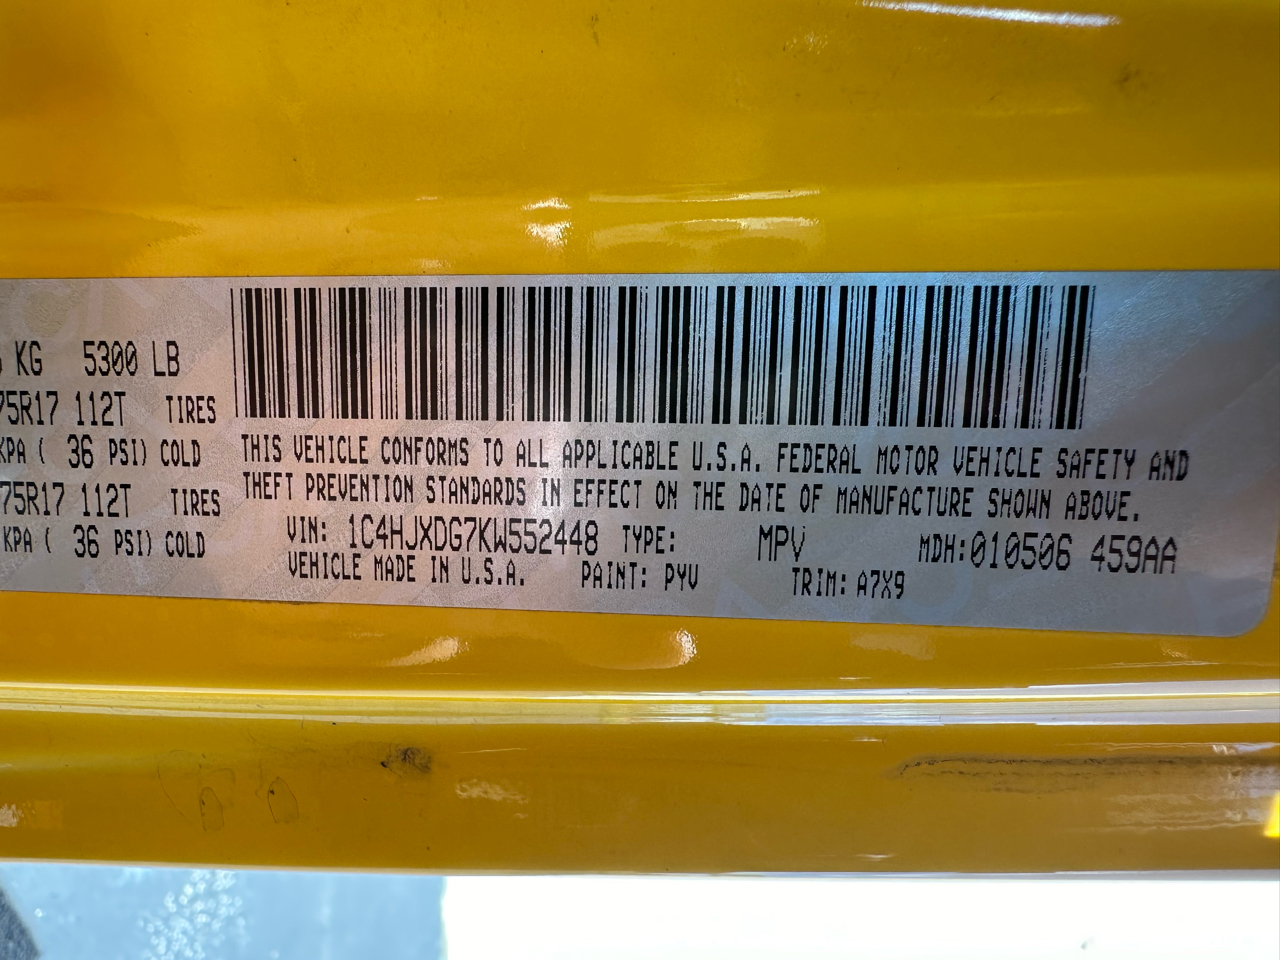 KG 5300 LB
75R17 112T TIRES
KPA ( 36 PSI) COLD
75R17 112T TIRES
KPA ( 36 PSI) COLD
THIS VEHICLE CONFORMS TO ALL APPLICABLE U.S.A. FEDERAL MOTOR VEHICLE SAFETY AND
THEFT PREVENTION STANDARDS IN EFFECT ON THE DATE OF MANUFACTURE SHOWN ABOVE.
VIN: 1C4HJXDG7KW552448 TYPE: MPV MDH:010506 459AA
VEHICLE MADE IN U.S.A. PAINT: PYV TRIM: A7X9